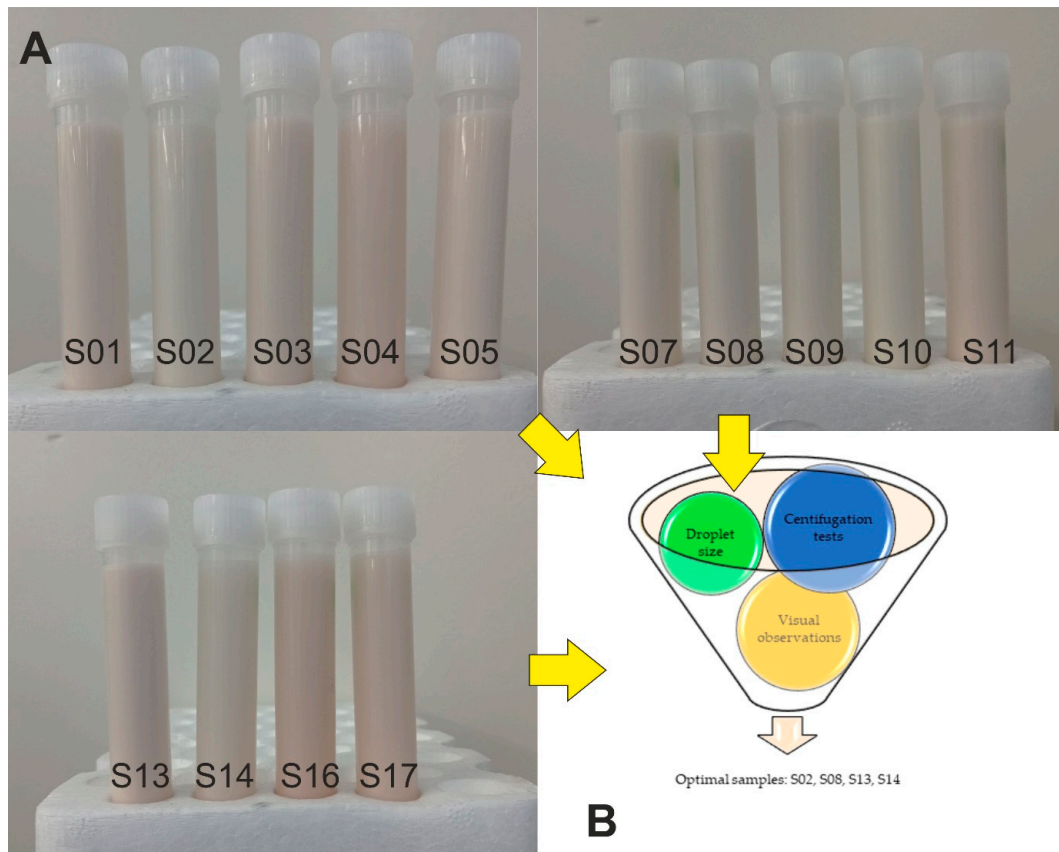 A
S01 S02 S03 S04 S05
S07 S08 S09 S10 S11
S13 S14 S16 S17
Droplet
size
Centifugation
tests
Visual
observations
Optimal samples: S02, S08, S13, S14
B